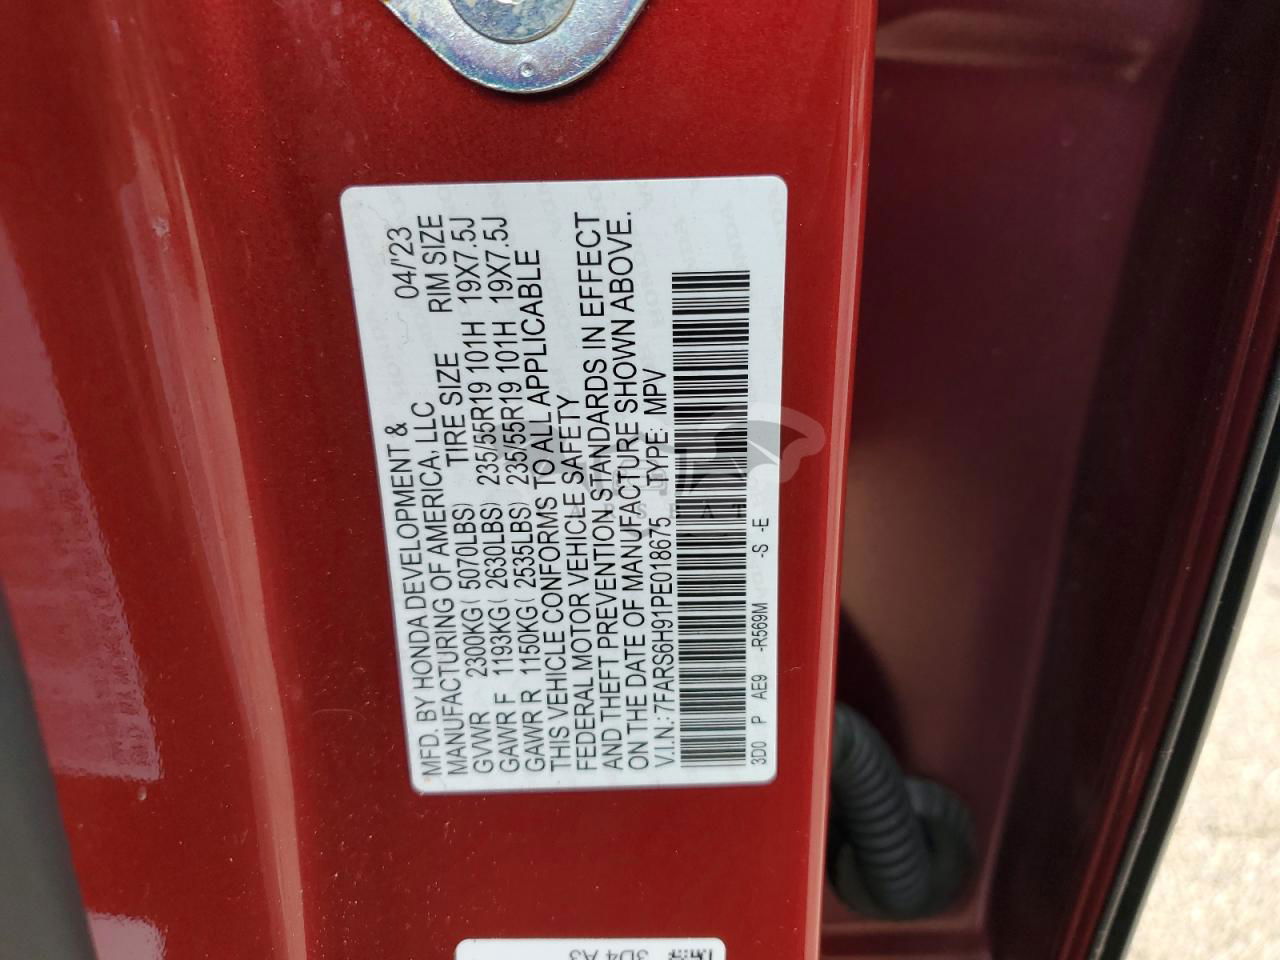 MFD. BY HONDA DEVELOPMENT & 04/'23
MANUFACTURING OF AMERICA, LLC TIRE SIZE RIM SIZE
GVWR 2300KG( 5070LBS)
GAWR F 1193KG( 2630LBS) 235/55R19 101H 19X7.5J
GAWR R 1150KG( 2535LBS) 235/55R19 101H 19X7.5J
THIS VEHICLE CONFORMS TO ALL APPLICABLE
FEDERAL MOTOR VEHICLE SAFETY
AND THEFT PREVENTION STANDARDS IN EFFECT
ON THE DATE OF MANUFACTURE SHOWN ABOVE.
V.I.N.: 7FARS6H91PE018675 TYPE: MPV
3D0 P AE9 -R569M -S -E
3D4 A3